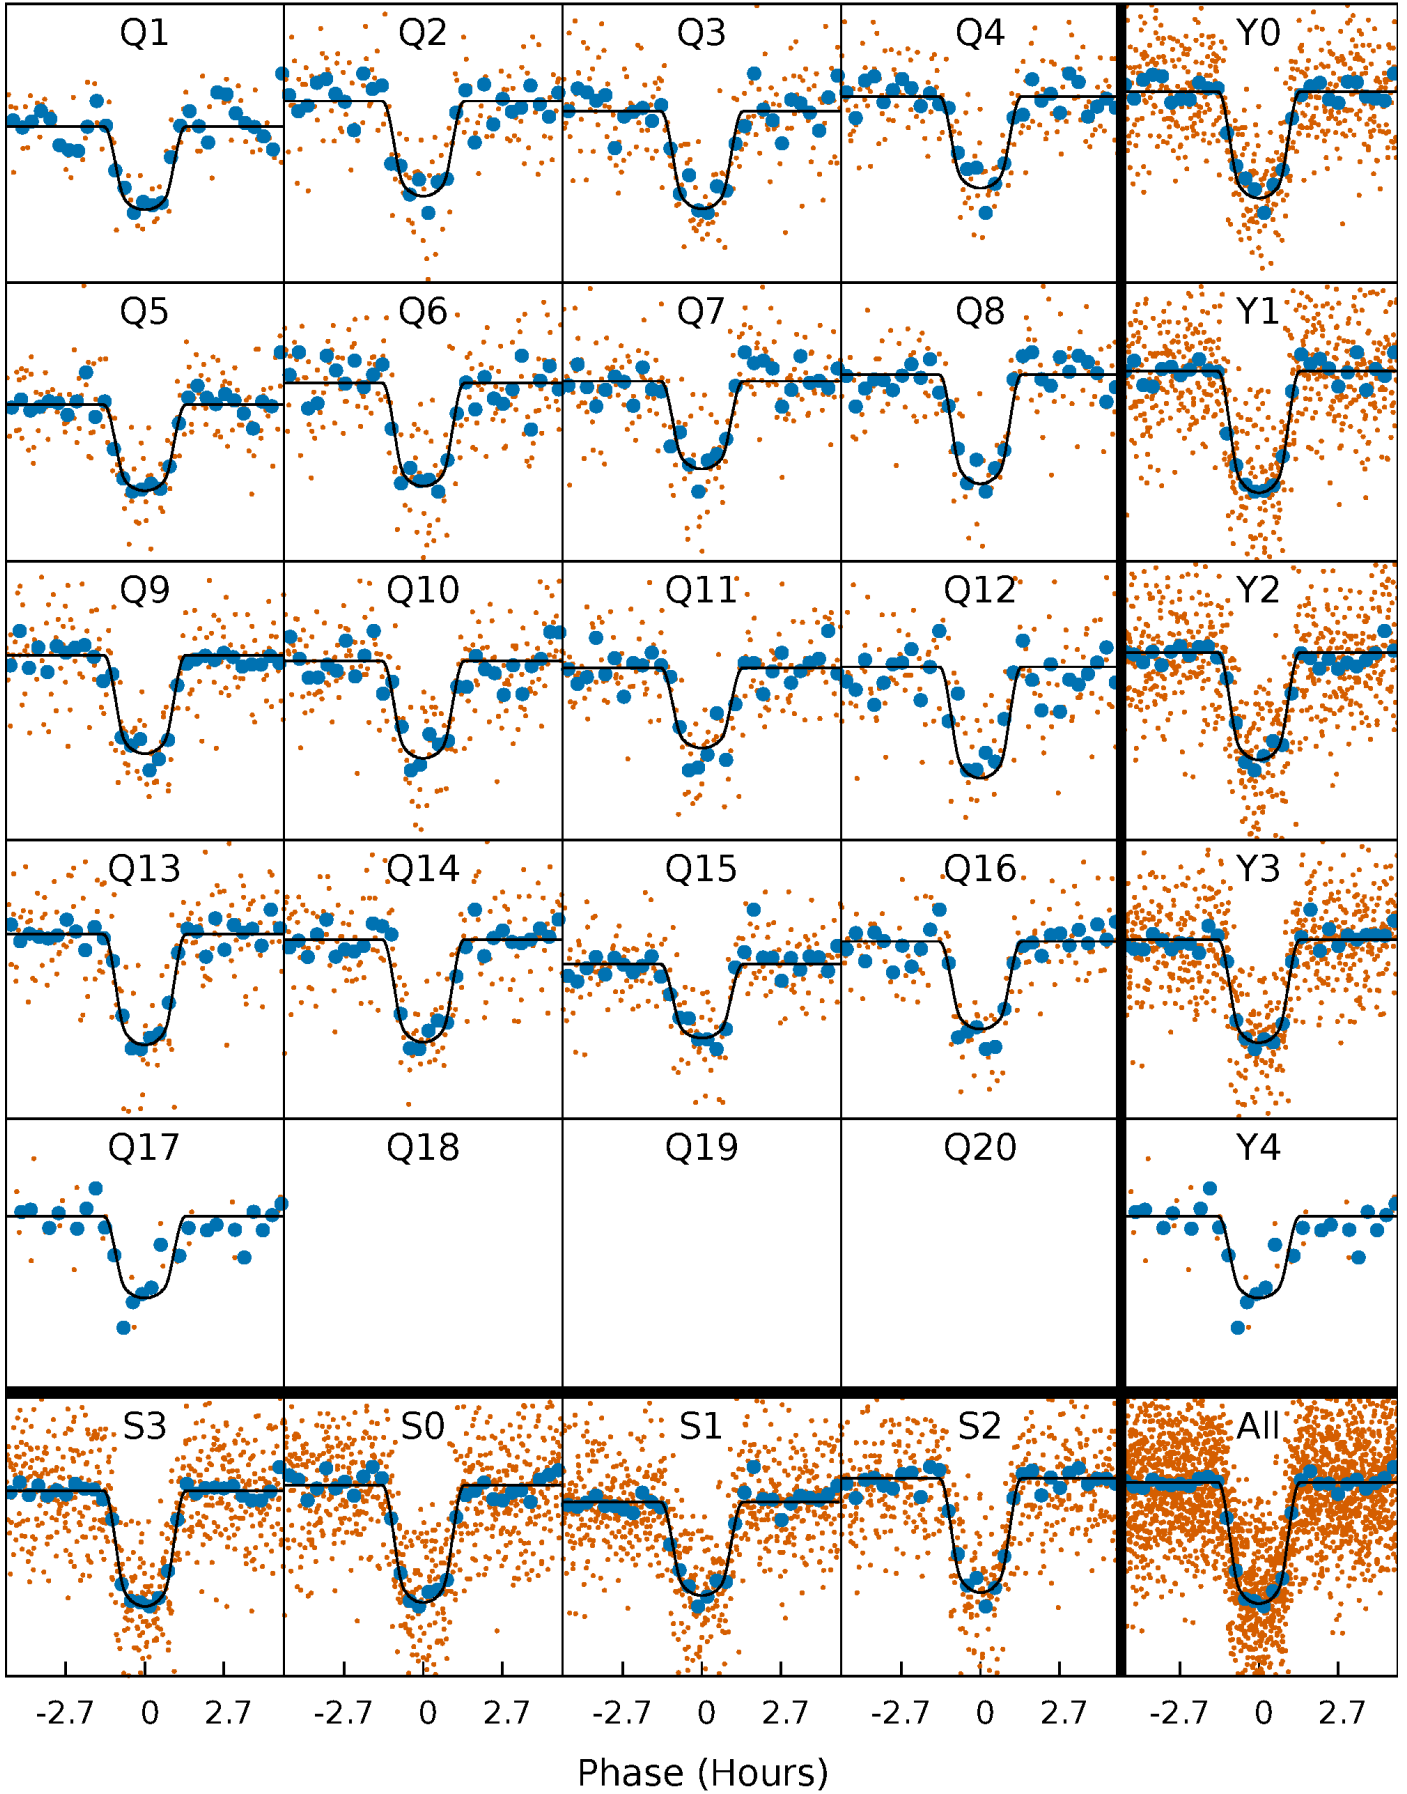 Q1 Q2 Q3 Q4 Y0
Q5 Q6 Q7 Q8 Y1
Q9 Q10 Q11 Q12 Y2
Q13 Q14 Q15 Q16 Y3
Q17 Q18 Q19 Q20 Y4
S3 S0 S1 S2 All
-2.7 0 2.7 -2.7 0 2.7 -2.7 0 2.7 -2.7 0 2.7 -2.7 0 2.7
Phase (Hours)